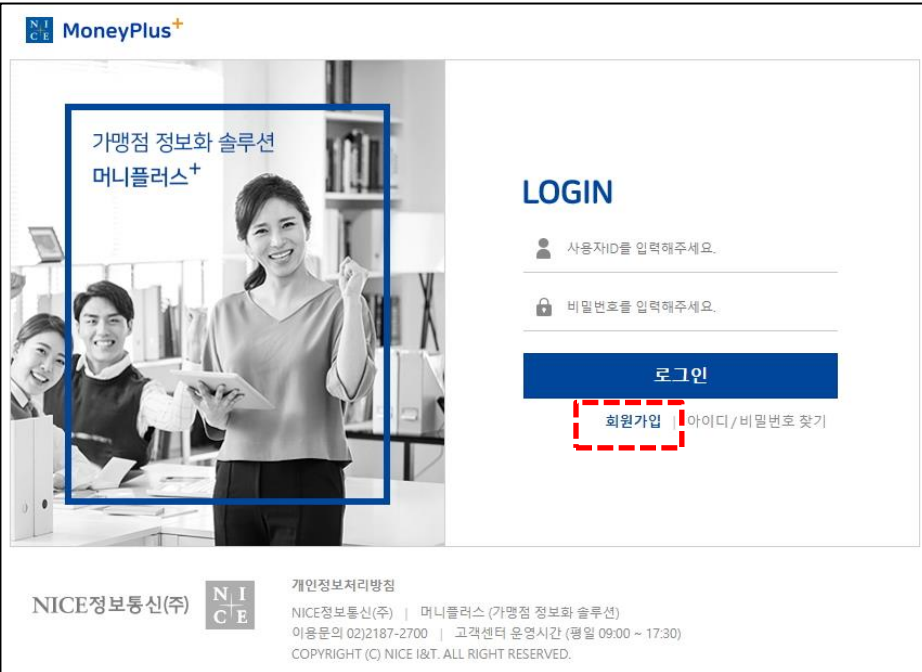 NICE MoneyPlus+
가맹점 정보화 솔루션
머니플러스+
LOGIN
사용자ID를 입력해주세요.
비밀번호를 입력해주세요.
로그인
회원가입 | 아이디/비밀번호 찾기
NICE정보통신㈜ NICE
개인정보처리방침
NICE정보통신(주) | 머니플러스 (가맹점 정보화 솔루션)
이용문의 02)2187-2700 | 고객센터 운영시간 (평일 09:00 ~ 17:30)
COPYRIGHT (C) NICE I&T. ALL RIGHT RESERVED.